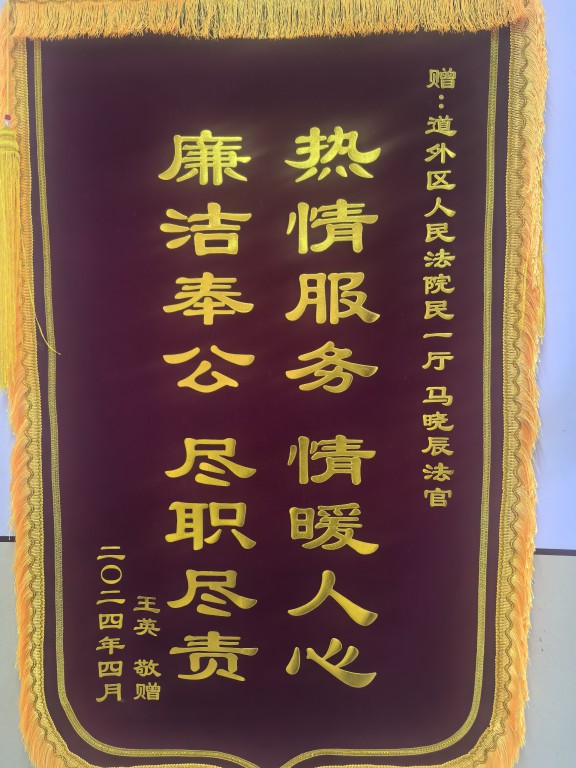 赠：道外区人民法院民一厅 马晓辰法官
热情服务 情暖人心
廉洁奉公 尽职尽责
王英 敬赠
二〇二四年四月